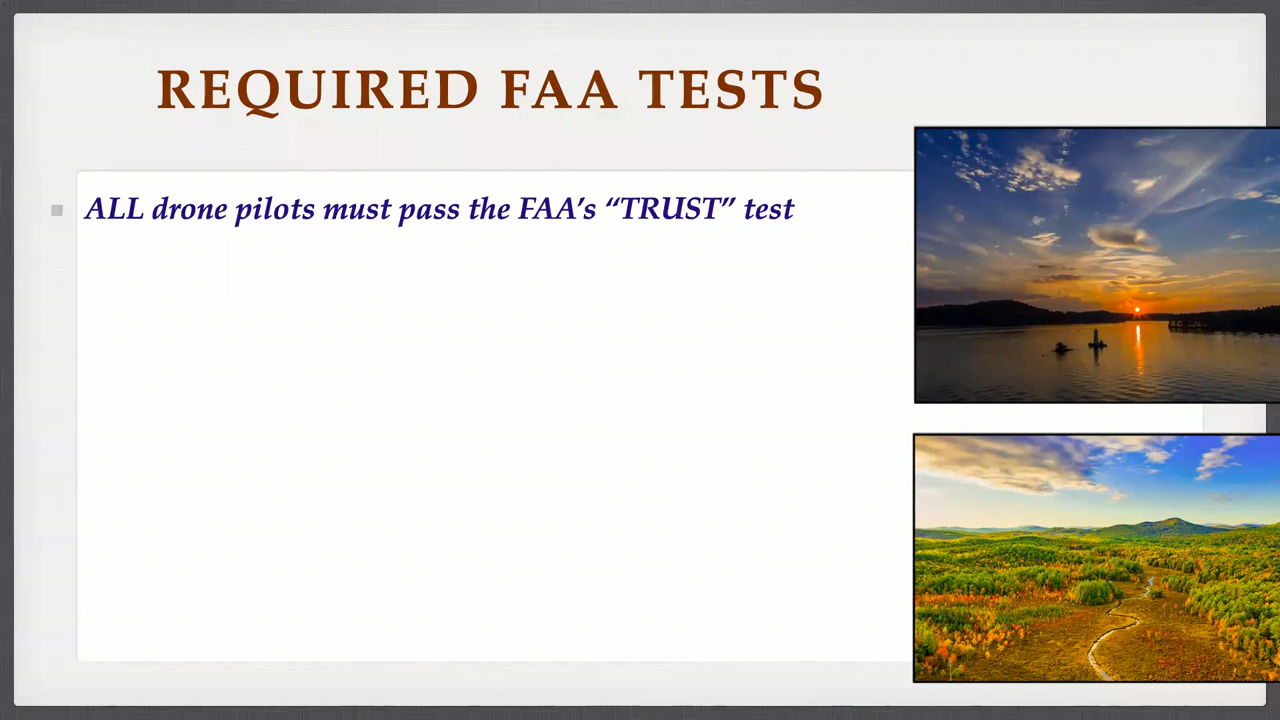 REQUIRED FAA TESTS
ALL drone pilots must pass the FAA’s “TRUST” test